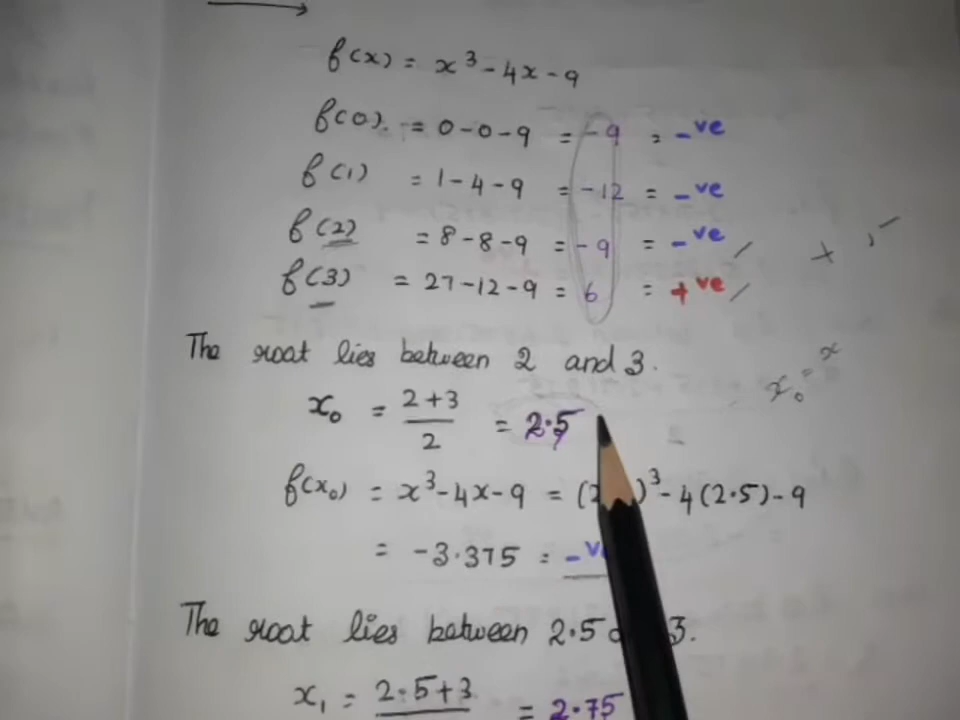 f(x) = x³ - 4x - 9
f(0) = 0 - 0 - 9 = -9 = -ve
f(1) = 1 - 4 - 9 = -12 = -ve
f(2) = 8 - 8 - 9 = -9 = -ve /
f(3) = 27 - 12 - 9 = 6 = +ve /
+ , -
The root lies between 2 and 3.
x₀ = x
x₀ = 2+3/2 = 2.5
f(x₀) = x³ - 4x - 9 = ( )³ - 4(2.5) - 9
= -3.375 = -ve
The root lies between 2.5 3.
x₁ = 2.5+3 = 2.75